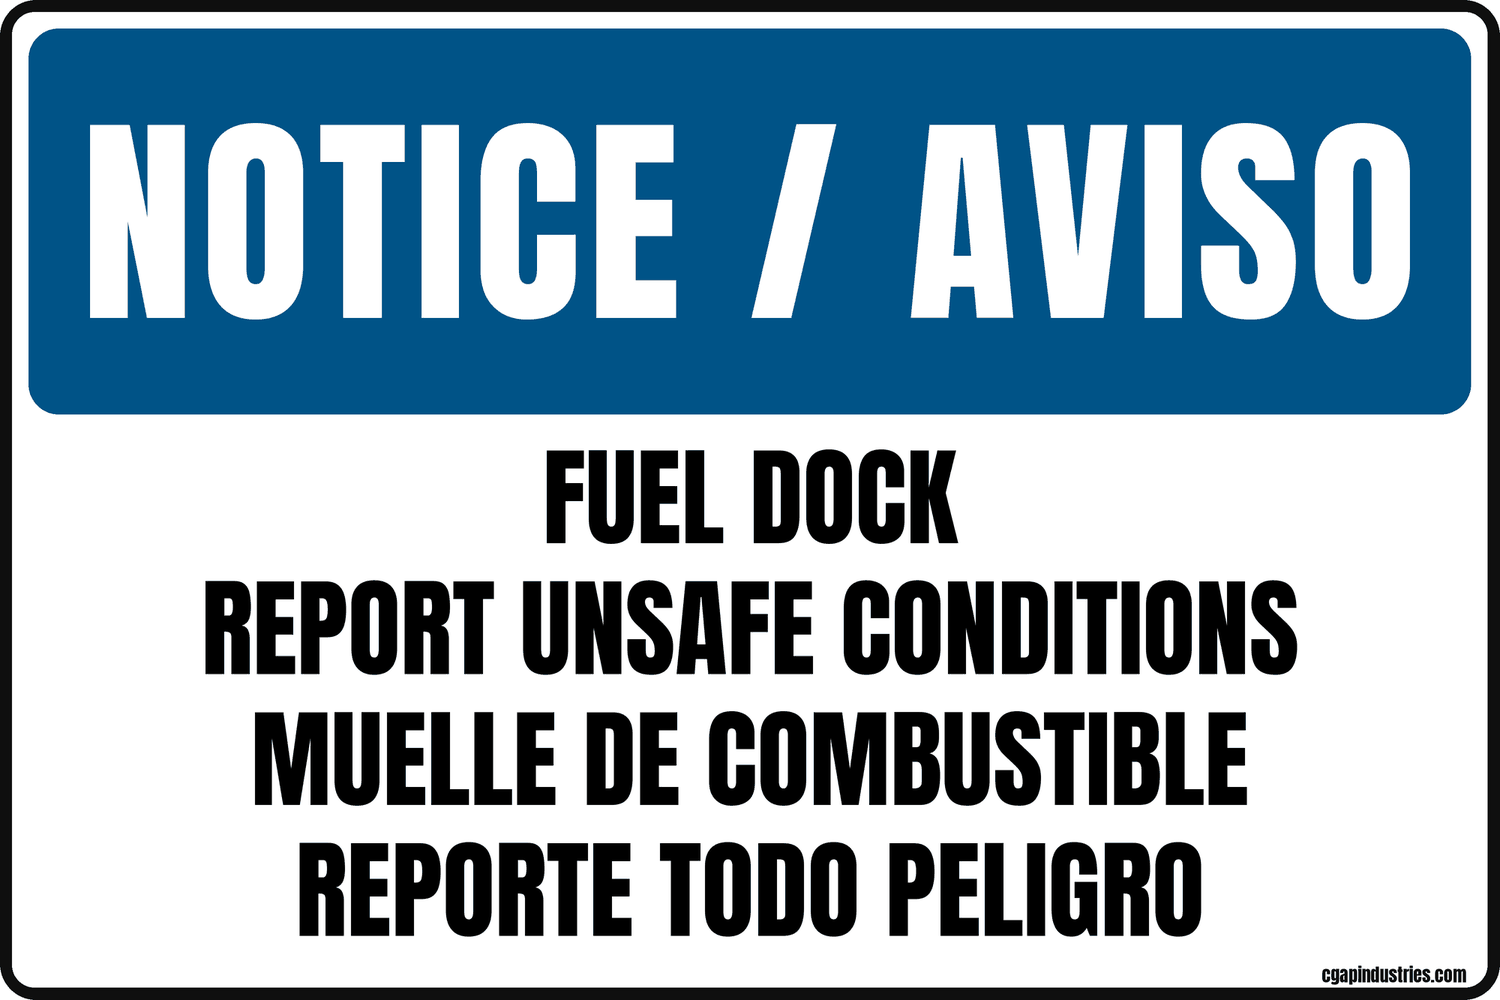 NOTICE / AVISO
FUEL DOCK
REPORT UNSAFE CONDITIONS
MUELLE DE COMBUSTIBLE
REPORTE TODO PELIGRO
cgapindustries.com